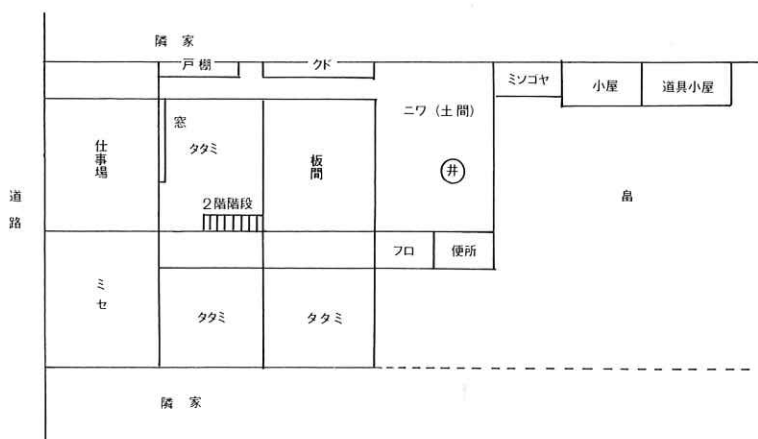 隣家
戸棚
クド
ミソゴヤ
小屋
道具小屋
ニワ(土間)
窓
タタミ
仕事場
板間
井
道路
2階階段
畠
フロ
便所
ミセ
タタミ
タタミ
隣家